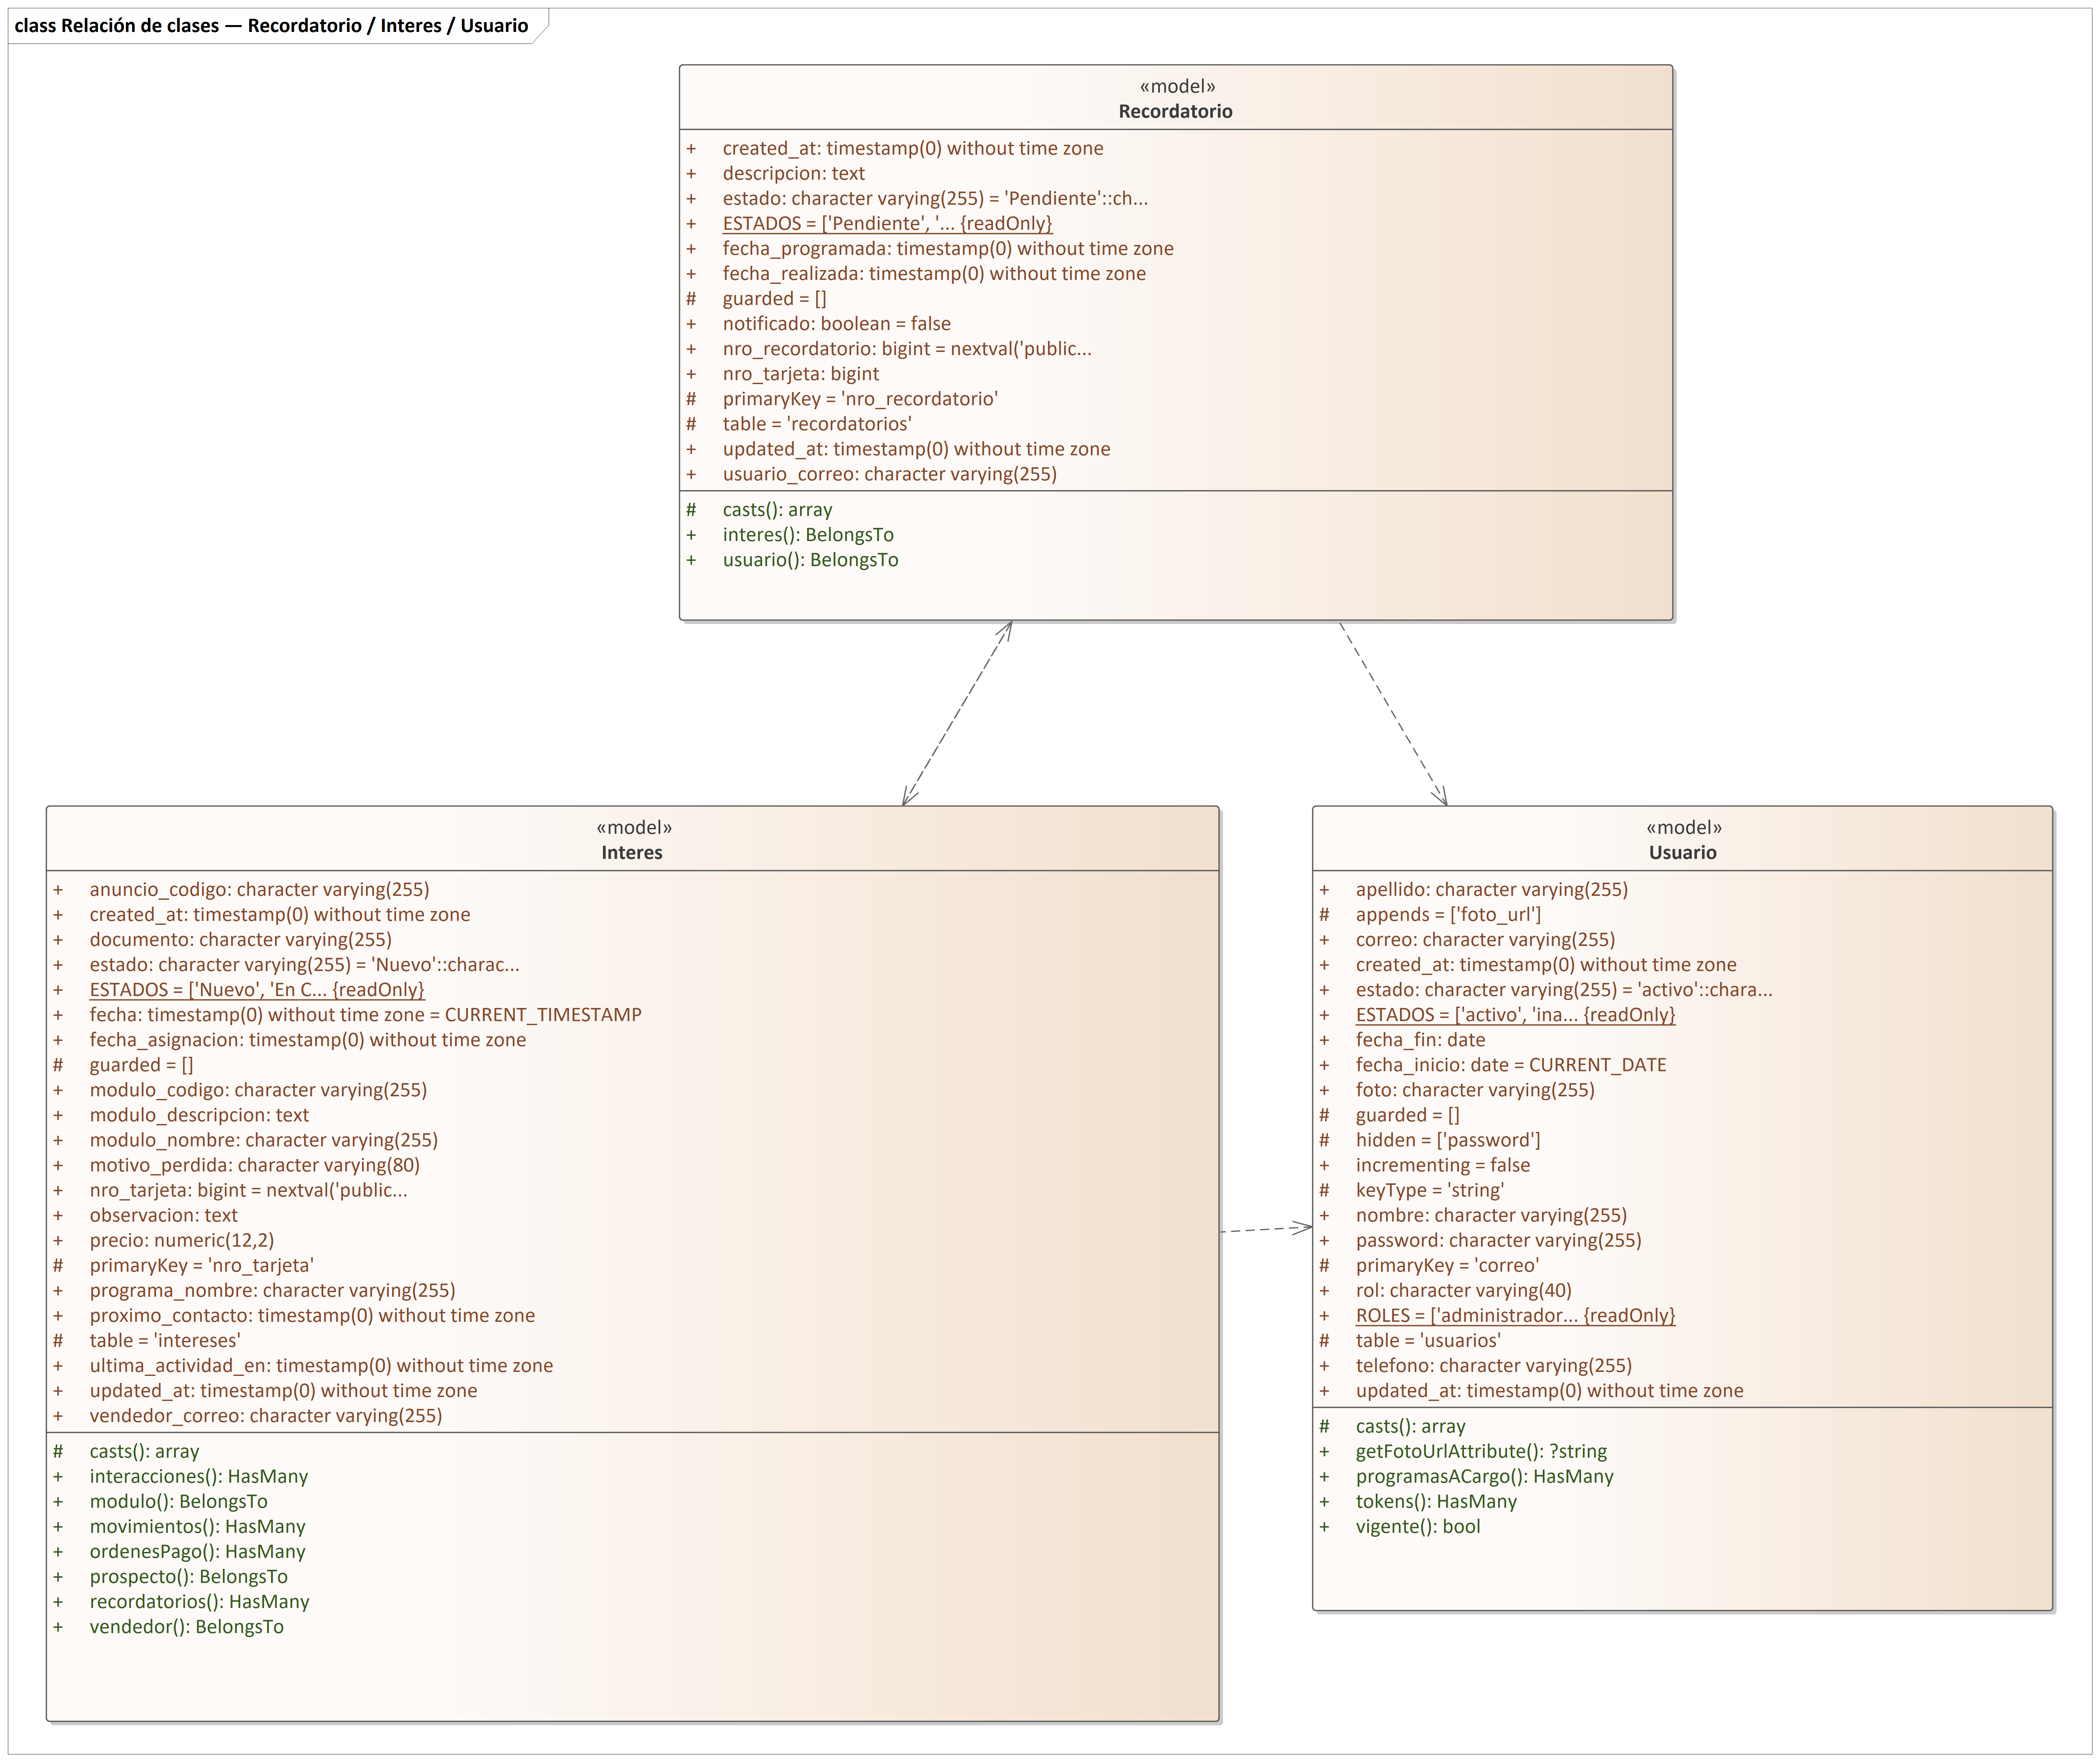 class Relación de clases — Recordatorio / Interes / Usuario
«model»
Recordatorio
+ created_at: timestamp(0) without time zone
+ descripcion: text
+ estado: character varying(255) = 'Pendiente'::ch...
+ ESTADOS = ['Pendiente', '... {readOnly}
+ fecha_programada: timestamp(0) without time zone
+ fecha_realizada: timestamp(0) without time zone
# guarded = []
+ notificado: boolean = false
+ nro_recordatorio: bigint = nextval('public...
+ nro_tarjeta: bigint
# primaryKey = 'nro_recordatorio'
# table = 'recordatorios'
+ updated_at: timestamp(0) without time zone
+ usuario_correo: character varying(255)
# casts(): array
+ interes(): BelongsTo
+ usuario(): BelongsTo
«model»
Interes
+ anuncio_codigo: character varying(255)
+ created_at: timestamp(0) without time zone
+ documento: character varying(255)
+ estado: character varying(255) = 'Nuevo'::charac...
+ ESTADOS = ['Nuevo', 'En C... {readOnly}
+ fecha: timestamp(0) without time zone = CURRENT_TIMESTAMP
+ fecha_asignacion: timestamp(0) without time zone
# guarded = []
+ modulo_codigo: character varying(255)
+ modulo_descripcion: text
+ modulo_nombre: character varying(255)
+ motivo_perdida: character varying(80)
+ nro_tarjeta: bigint = nextval('public...
+ observacion: text
+ precio: numeric(12,2)
# primaryKey = 'nro_tarjeta'
+ programa_nombre: character varying(255)
+ proximo_contacto: timestamp(0) without time zone
# table = 'intereses'
+ ultima_actividad_en: timestamp(0) without time zone
+ updated_at: timestamp(0) without time zone
+ vendedor_correo: character varying(255)
# casts(): array
+ interacciones(): HasMany
+ modulo(): BelongsTo
+ movimientos(): HasMany
+ ordenesPago(): HasMany
+ prospecto(): BelongsTo
+ recordatorios(): HasMany
+ vendedor(): BelongsTo
«model»
Usuario
+ apellido: character varying(255)
# appends = ['foto_url']
+ correo: character varying(255)
+ created_at: timestamp(0) without time zone
+ estado: character varying(255) = 'activo'::chara...
+ ESTADOS = ['activo', 'ina... {readOnly}
+ fecha_fin: date
+ fecha_inicio: date = CURRENT_DATE
+ foto: character varying(255)
# guarded = []
# hidden = ['password']
+ incrementing = false
# keyType = 'string'
+ nombre: character varying(255)
+ password: character varying(255)
# primaryKey = 'correo'
+ rol: character varying(40)
+ ROLES = ['administrador... {readOnly}
# table = 'usuarios'
+ telefono: character varying(255)
+ updated_at: timestamp(0) without time zone
# casts(): array
+ getFotoUrlAttribute(): ?string
+ programasACargo(): HasMany
+ tokens(): HasMany
+ vigente(): bool